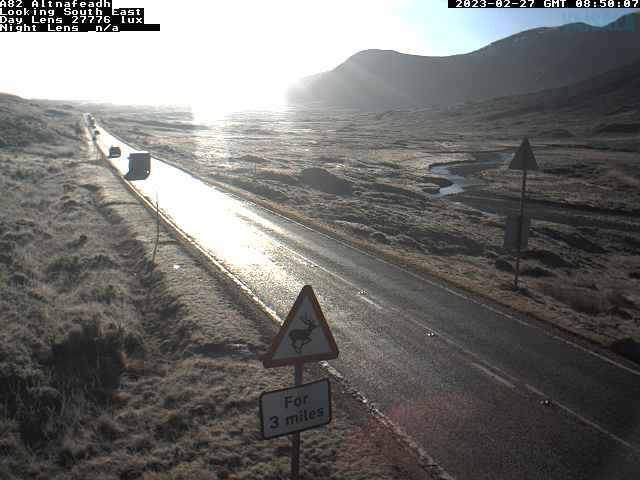 A82 Altnafeadh
Looking South East
Day Lens 27776 lux
Night Lens _n/a
2023-02-27 GMT 08:50:07
For
3 miles